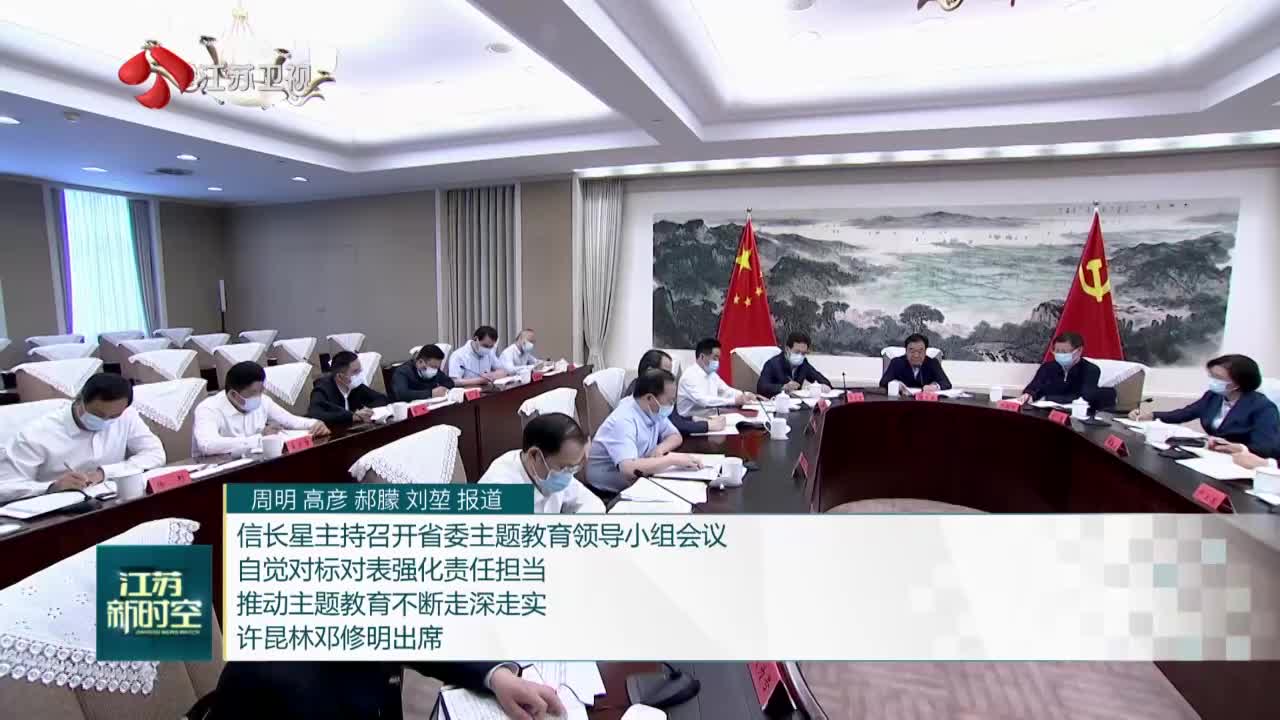 江苏卫视
周明 高彦 郝朦 刘堃 报道
信长星主持召开省委主题教育领导小组会议
自觉对标对表强化责任担当
推动主题教育不断走深走实
许昆林邓修明出席
江苏
新时空
JIANGSU NEWS WATCH